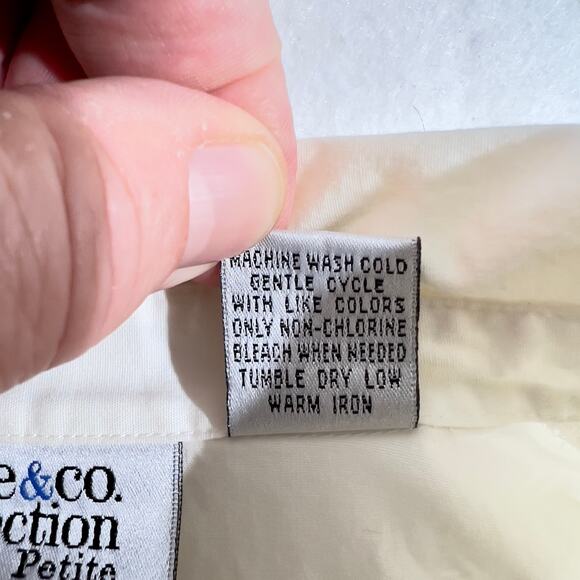 MACHINE WASH COLD
GENTLE CYCLE
WITH LIKE COLORS
ONLY NON-CHLORINE
BLEACH WHEN NEEDED
TUMBLE DRY LOW
WARM IRON
e&co.
ction
Petite